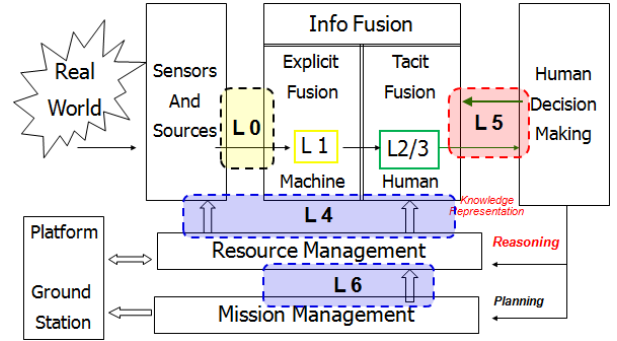 Info Fusion
Real
World
Sensors
And
Sources
L 0
Explicit
Fusion
L 1
Machine
Tacit
Fusion
L2/3
Human
L 5
Human
Decision
Making
Knowledge
Representation
L 4
Platform
Ground
Station
Resource Management
Reasoning
L 6
Planning
Mission Management